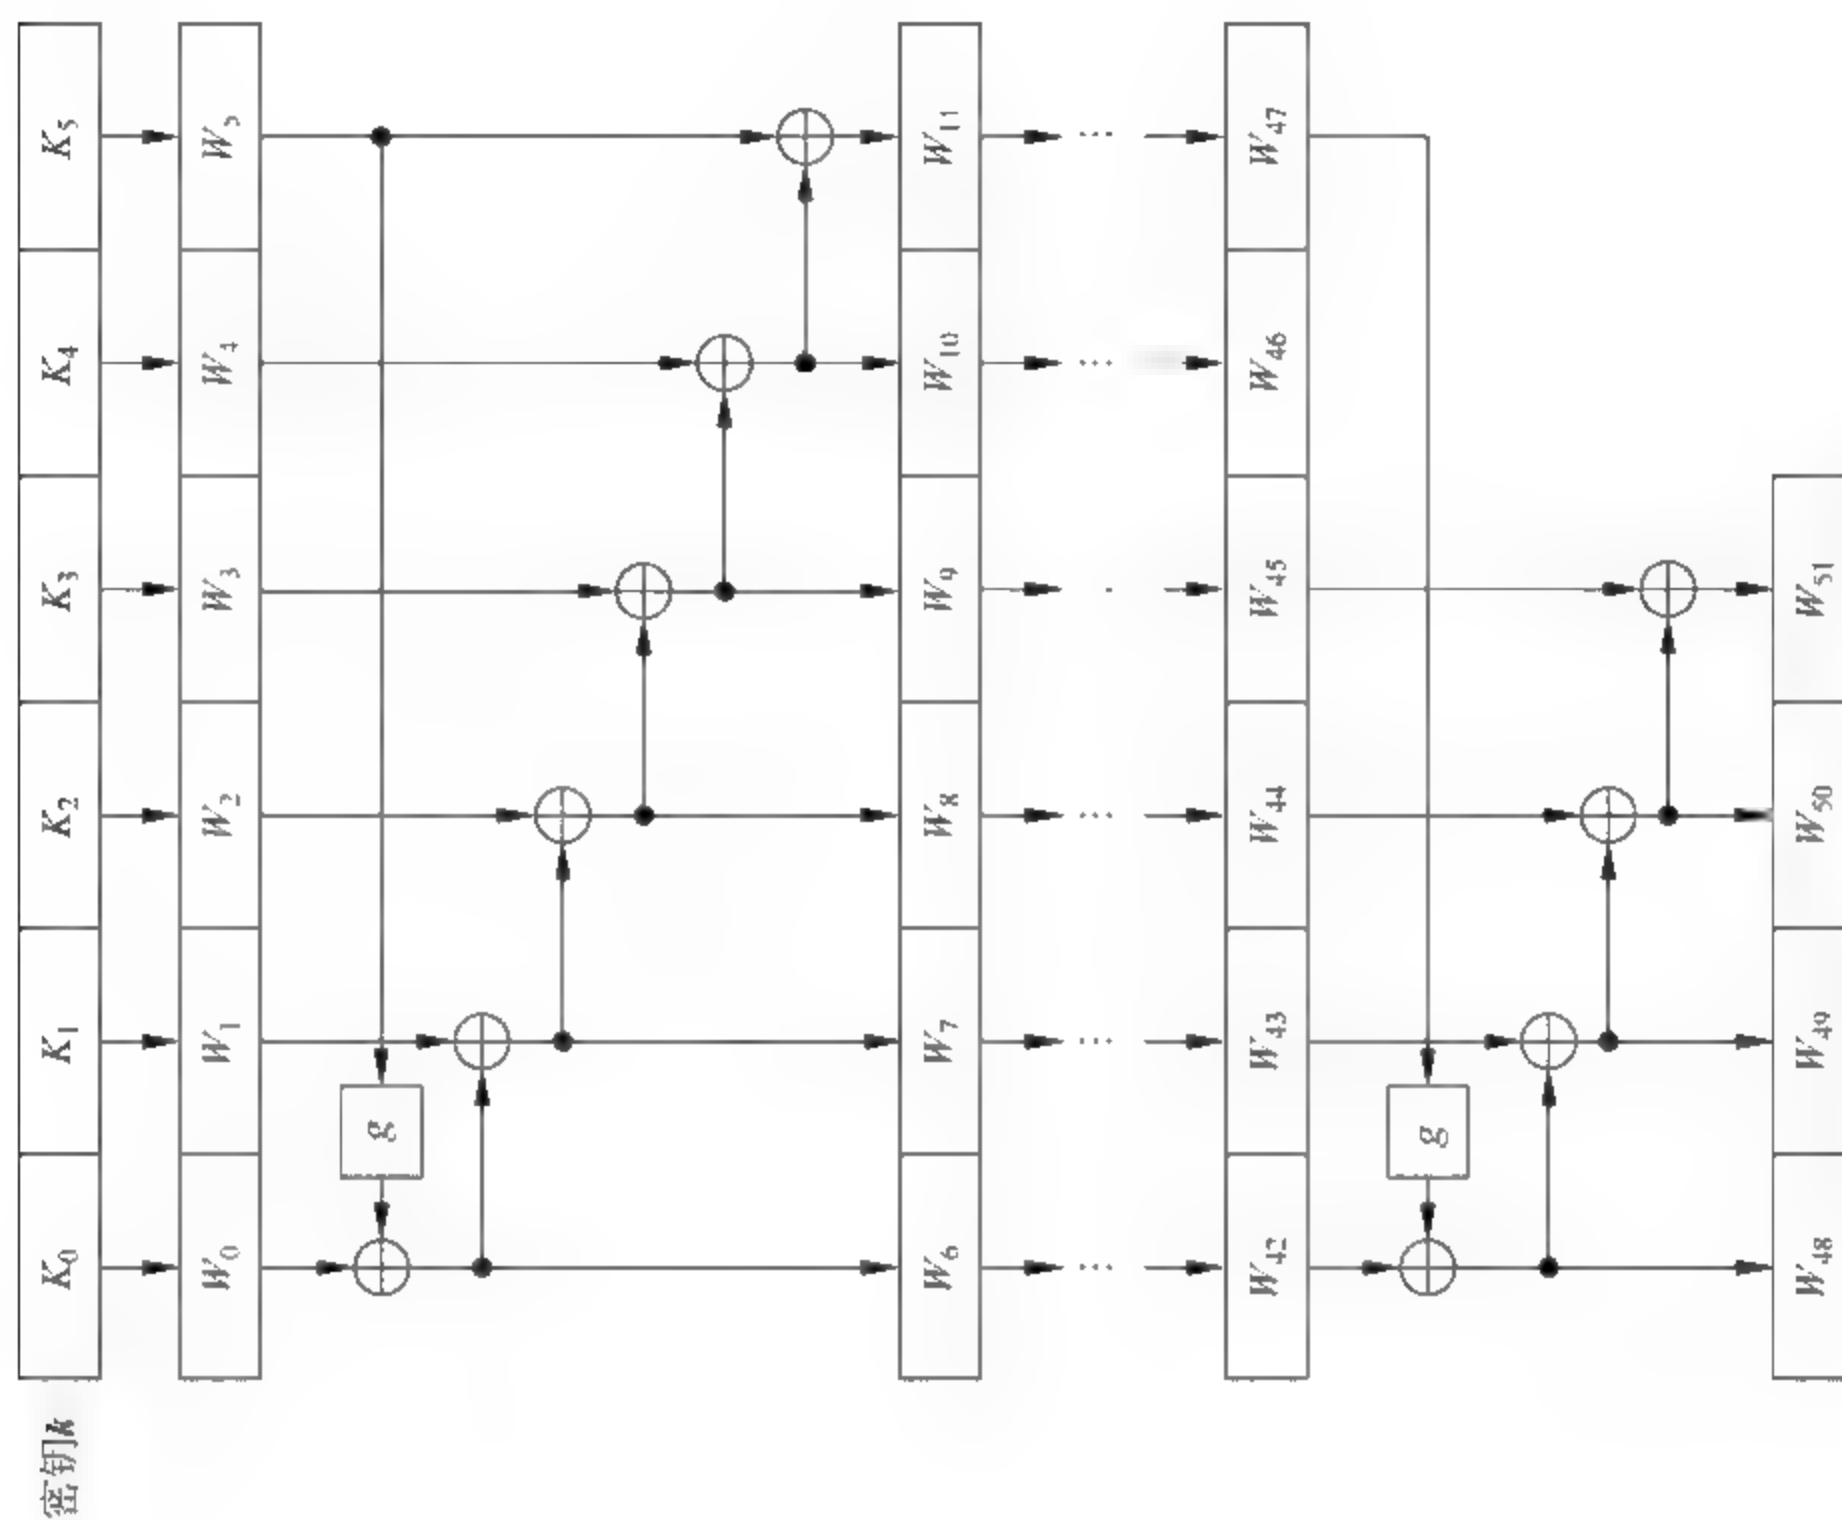 密钥k K₀ K₁ K₂ K₃ K₄ K₅
W₀ W₁ W₂ W₃ W₄ W₅
g
W₆ W₇ W₈ W₉ W₁₀ W₁₁
... ... ... ... ...
W₄₂ W₄₃ W₄₄ W₄₅ W₄₆ W₄₇
g
W₄₈ W₄₉ W₅₀ W₅₁